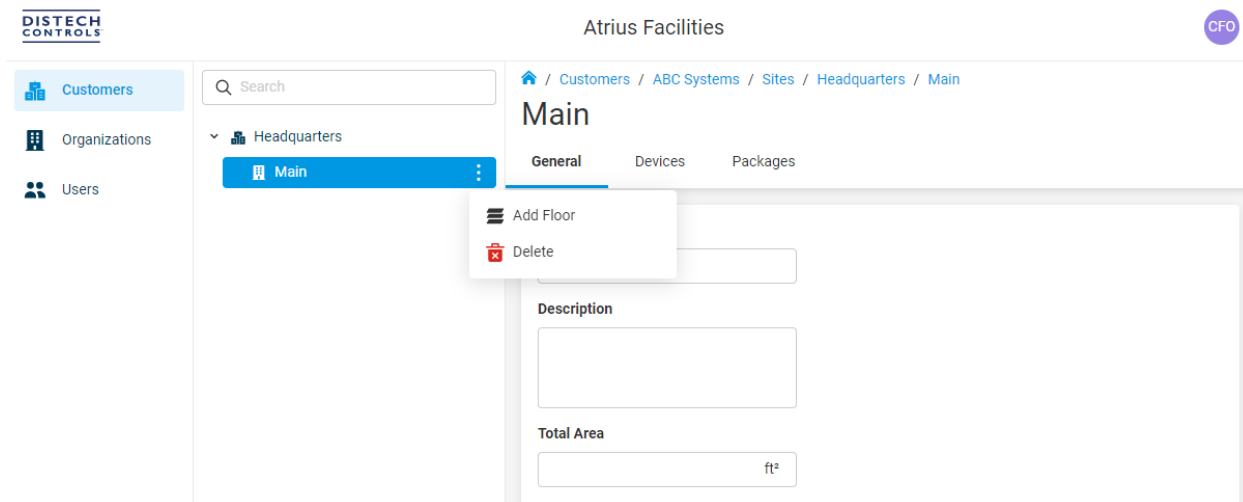 DISTECH
CONTROLS
Atrius Facilities
CFO
Customers
Organizations
Users
Search
Headquarters
Main
Add Floor
Delete
/ Customers / ABC Systems / Sites / Headquarters / Main
Main
General Devices Packages
Description
Total Area
ft²